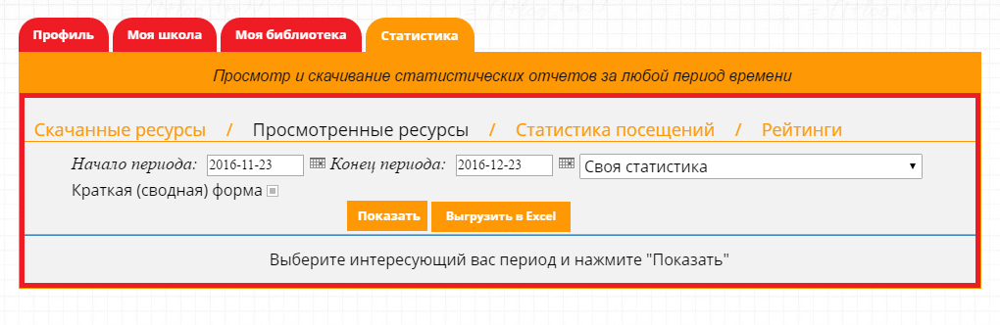 Профиль Моя школа Моя библиотека Статистика
Просмотр и скачивание статистических отчетов за любой период времени
Скачанные ресурсы / Просмотренные ресурсы / Статистика посещений / Рейтинги
Начало периода: 2016-11-23 Конец периода: 2016-12-23 Своя статистика
Краткая (сводная) форма
Показать Выгрузить в Excel
Выберите интересующий вас период и нажмите "Показать"